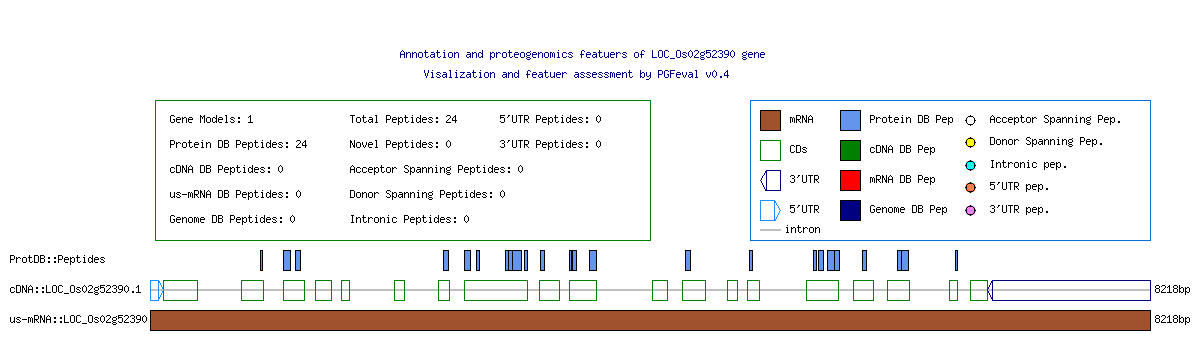 Annotation and proteogenomics featuers of LOC_Os02g52390 gene
Visalization and featuer assessment by PGFeval v0.4
Gene Models: 1
Total Peptides: 24
5'UTR Peptides: 0
Protein DB Peptides: 24
Novel Peptides: 0
3'UTR Peptides: 0
cDNA DB Peptides: 0
Acceptor Spanning Peptides: 0
us-mRNA DB Peptides: 0
Donor Spanning Peptides: 0
Genome DB Peptides: 0
Intronic Peptides: 0
mRNA
Protein DB Pep
Acceptor Spanning Pep.
CDs
cDNA DB Pep
Donor Spanning Pep.
Intronic pep.
3'UTR
mRNA DB Pep
5'UTR pep.
5'UTR
Genome DB Pep
3'UTR pep.
intron
ProtDB::Peptides
cDNA::LOC_Os02g52390.1
8218bp
us-mRNA::LOC_Os02g52390
8218bp